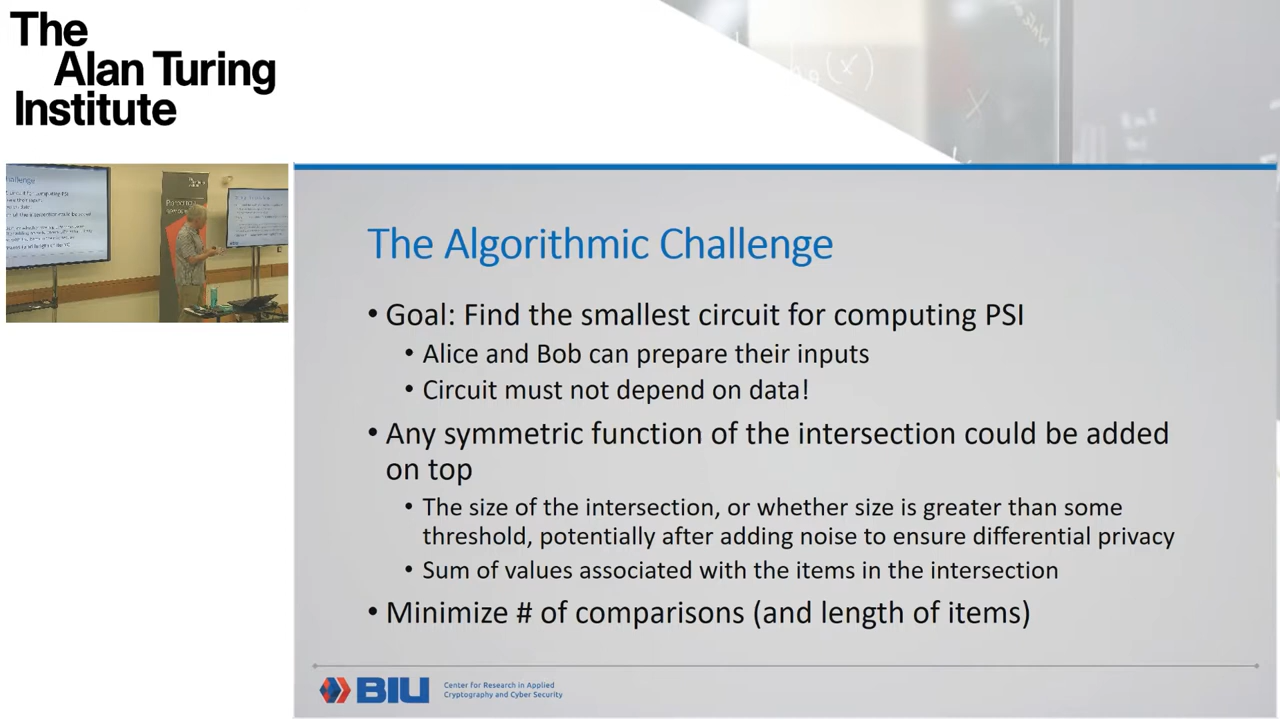 The
Alan Turing
Institute
The Algorithmic Challenge
• Goal: Find the smallest circuit for computing PSI
• Alice and Bob can prepare their inputs
• Circuit must not depend on data!
• Any symmetric function of the intersection could be added
on top
• The size of the intersection, or whether size is greater than some
threshold, potentially after adding noise to ensure differential privacy
• Sum of values associated with the items in the intersection
• Minimize # of comparisons (and length of items)
BIU
Center for Research in Applied
Cryptography and Cyber Security